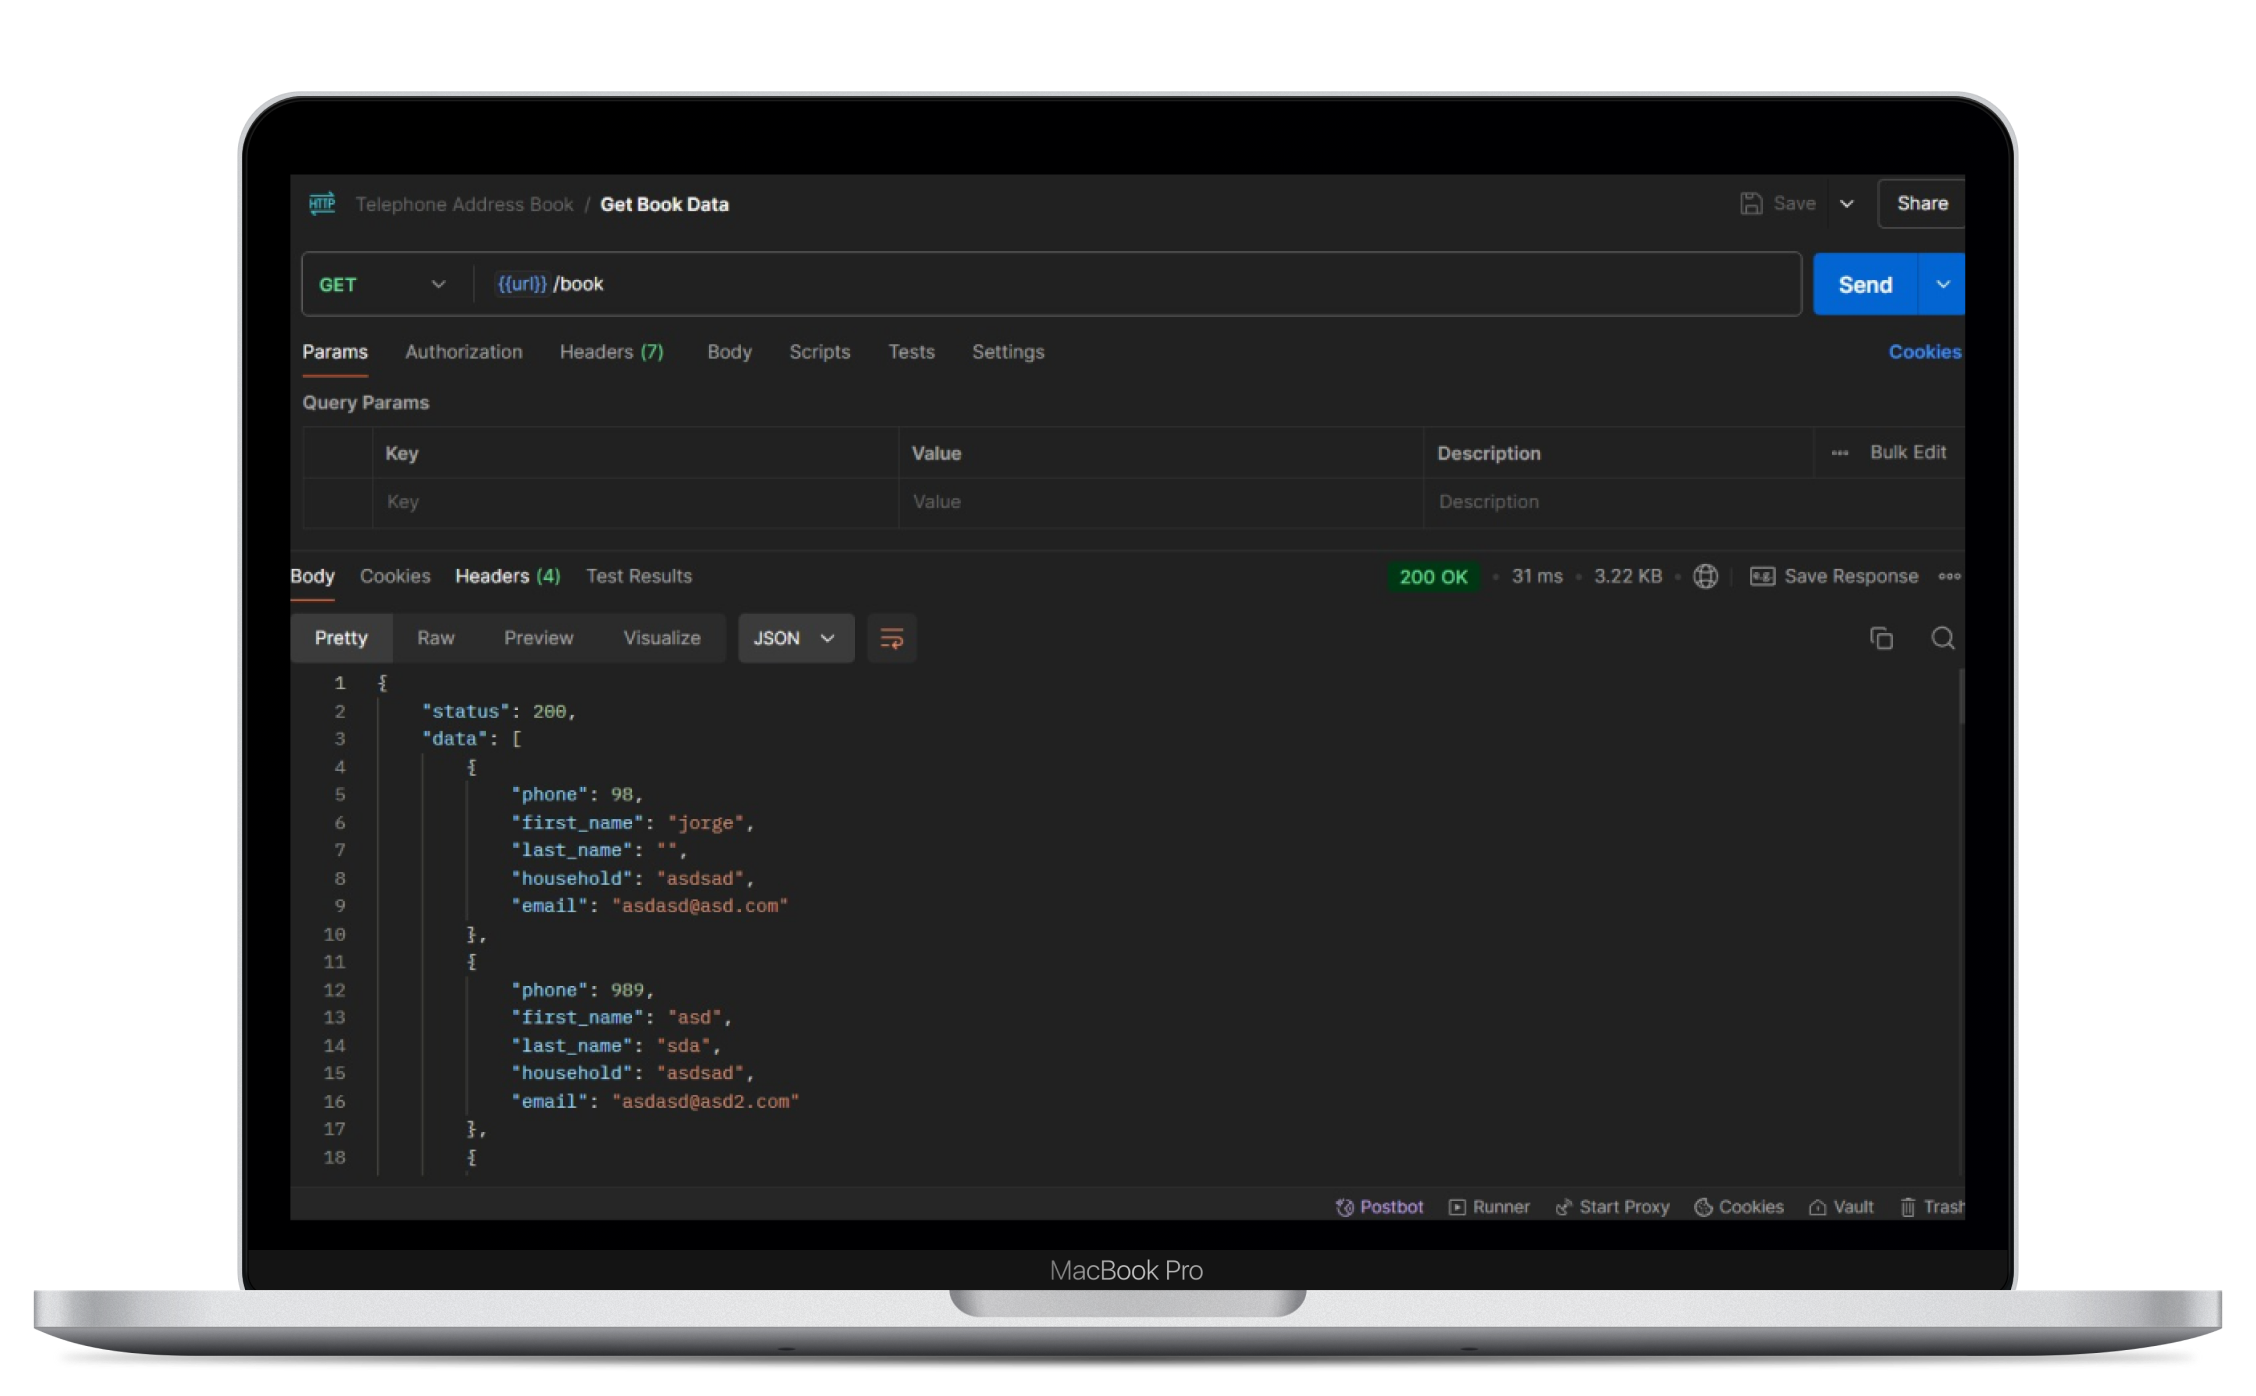 HTTP Telephone Address Book / Get Book Data Save Share
GET {{url}} /book Send
Params Authorization Headers (7) Body Scripts Tests Settings Cookies
Query Params
Key Value Description Bulk Edit
Key Value Description
Body Cookies Headers (4) Test Results 200 OK 31 ms 3.22 KB e.g. Save Response
Pretty Raw Preview Visualize JSON
1 {
2 "status": 200,
3 "data": [
4 {
5 "phone": 98,
6 "first_name": "jorge",
7 "last_name": "",
8 "household": "asdsad",
9 "email": "asdasd@asd.com"
10 },
11 {
12 "phone": 989,
13 "first_name": "asd",
14 "last_name": "sda",
15 "household": "asdsad",
16 "email": "asdasd@asd2.com"
17 },
18 {
Postbot Runner Start Proxy Cookies Vault Trash
MacBook Pro